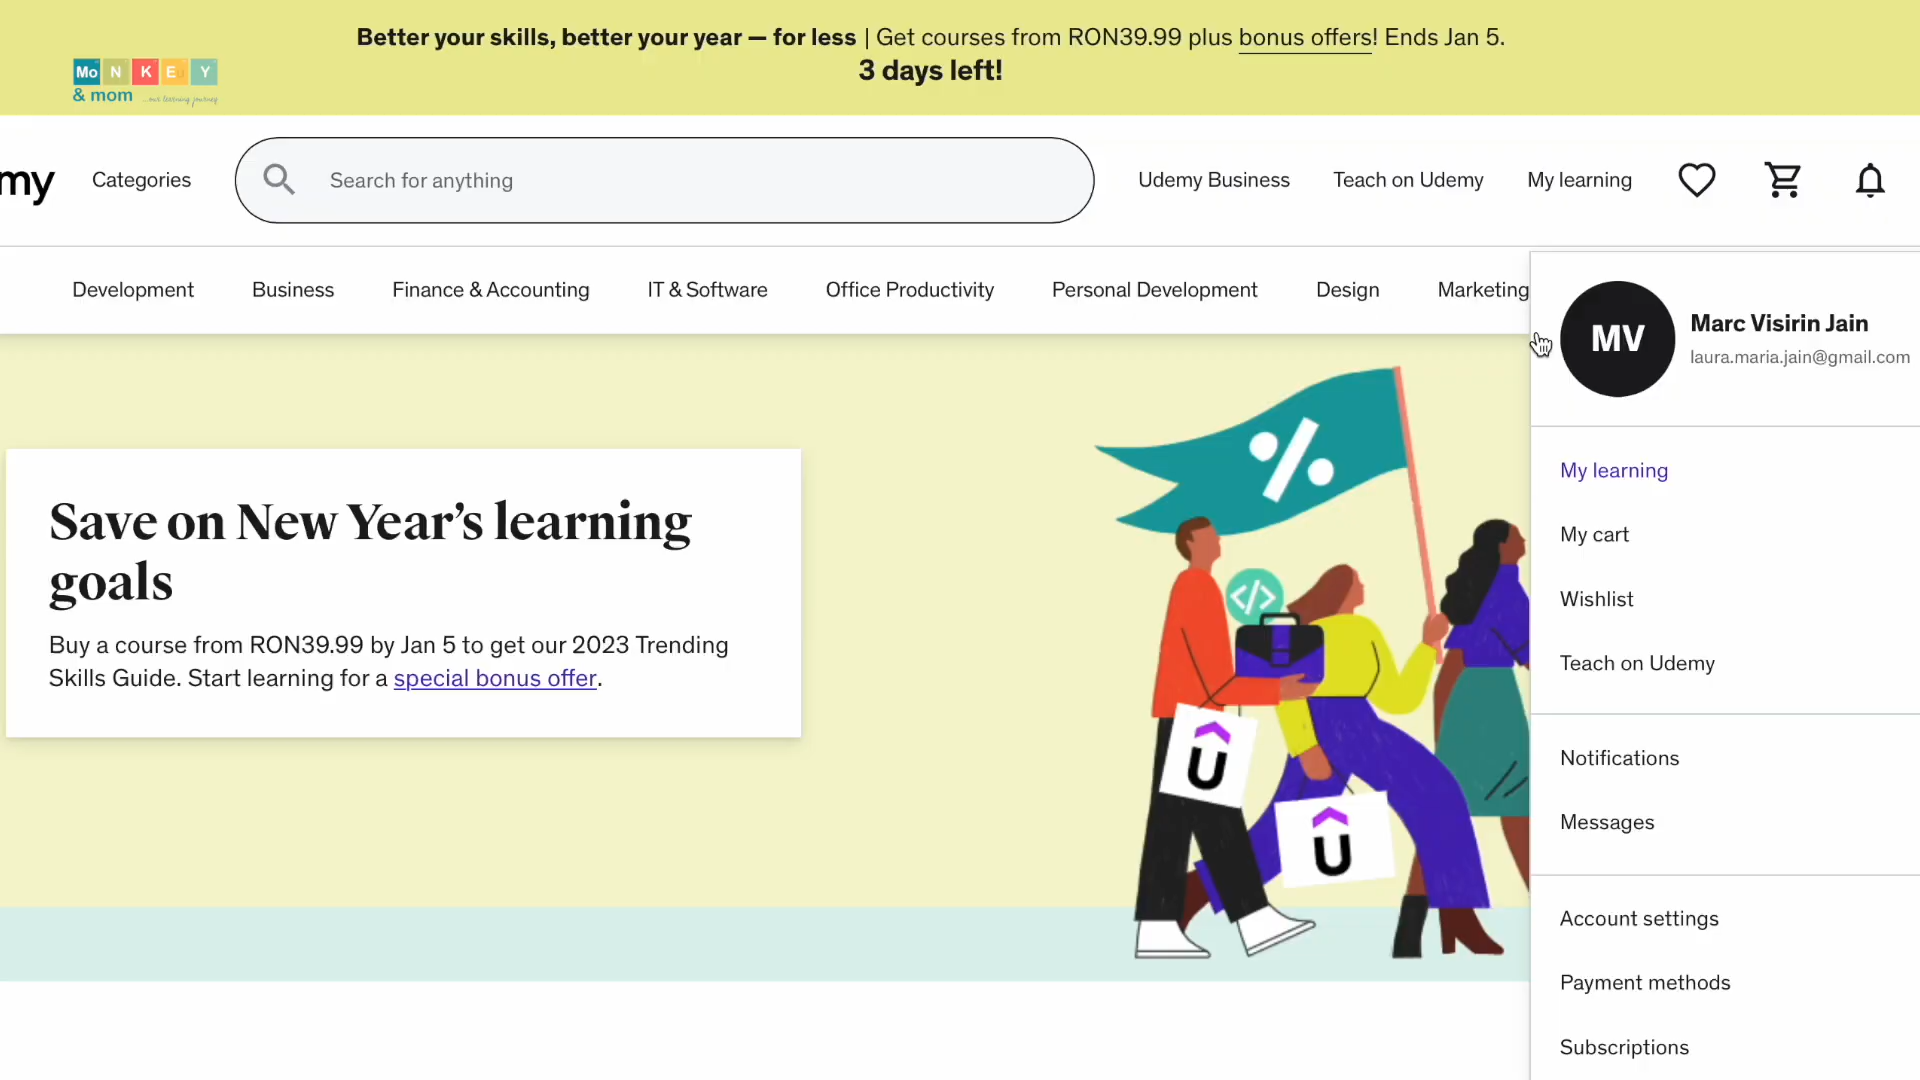 Better your skills, better your year — for less | Get courses from RON39.99 plus bonus offers! Ends Jan 5.
3 days left!
MoNKEY
& mom ...our learning journey
my
Categories
Search for anything
Udemy Business
Teach on Udemy
My learning
Development
Business
Finance & Accounting
IT & Software
Office Productivity
Personal Development
Design
Marketing
MV
Marc Visirin Jain
laura.maria.jain@gmail.com
Save on New Year’s learning
goals
Buy a course from RON39.99 by Jan 5 to get our 2023 Trending
Skills Guide. Start learning for a special bonus offer.
%
</>
U
U
My learning
My cart
Wishlist
Teach on Udemy
Notifications
Messages
Account settings
Payment methods
Subscriptions